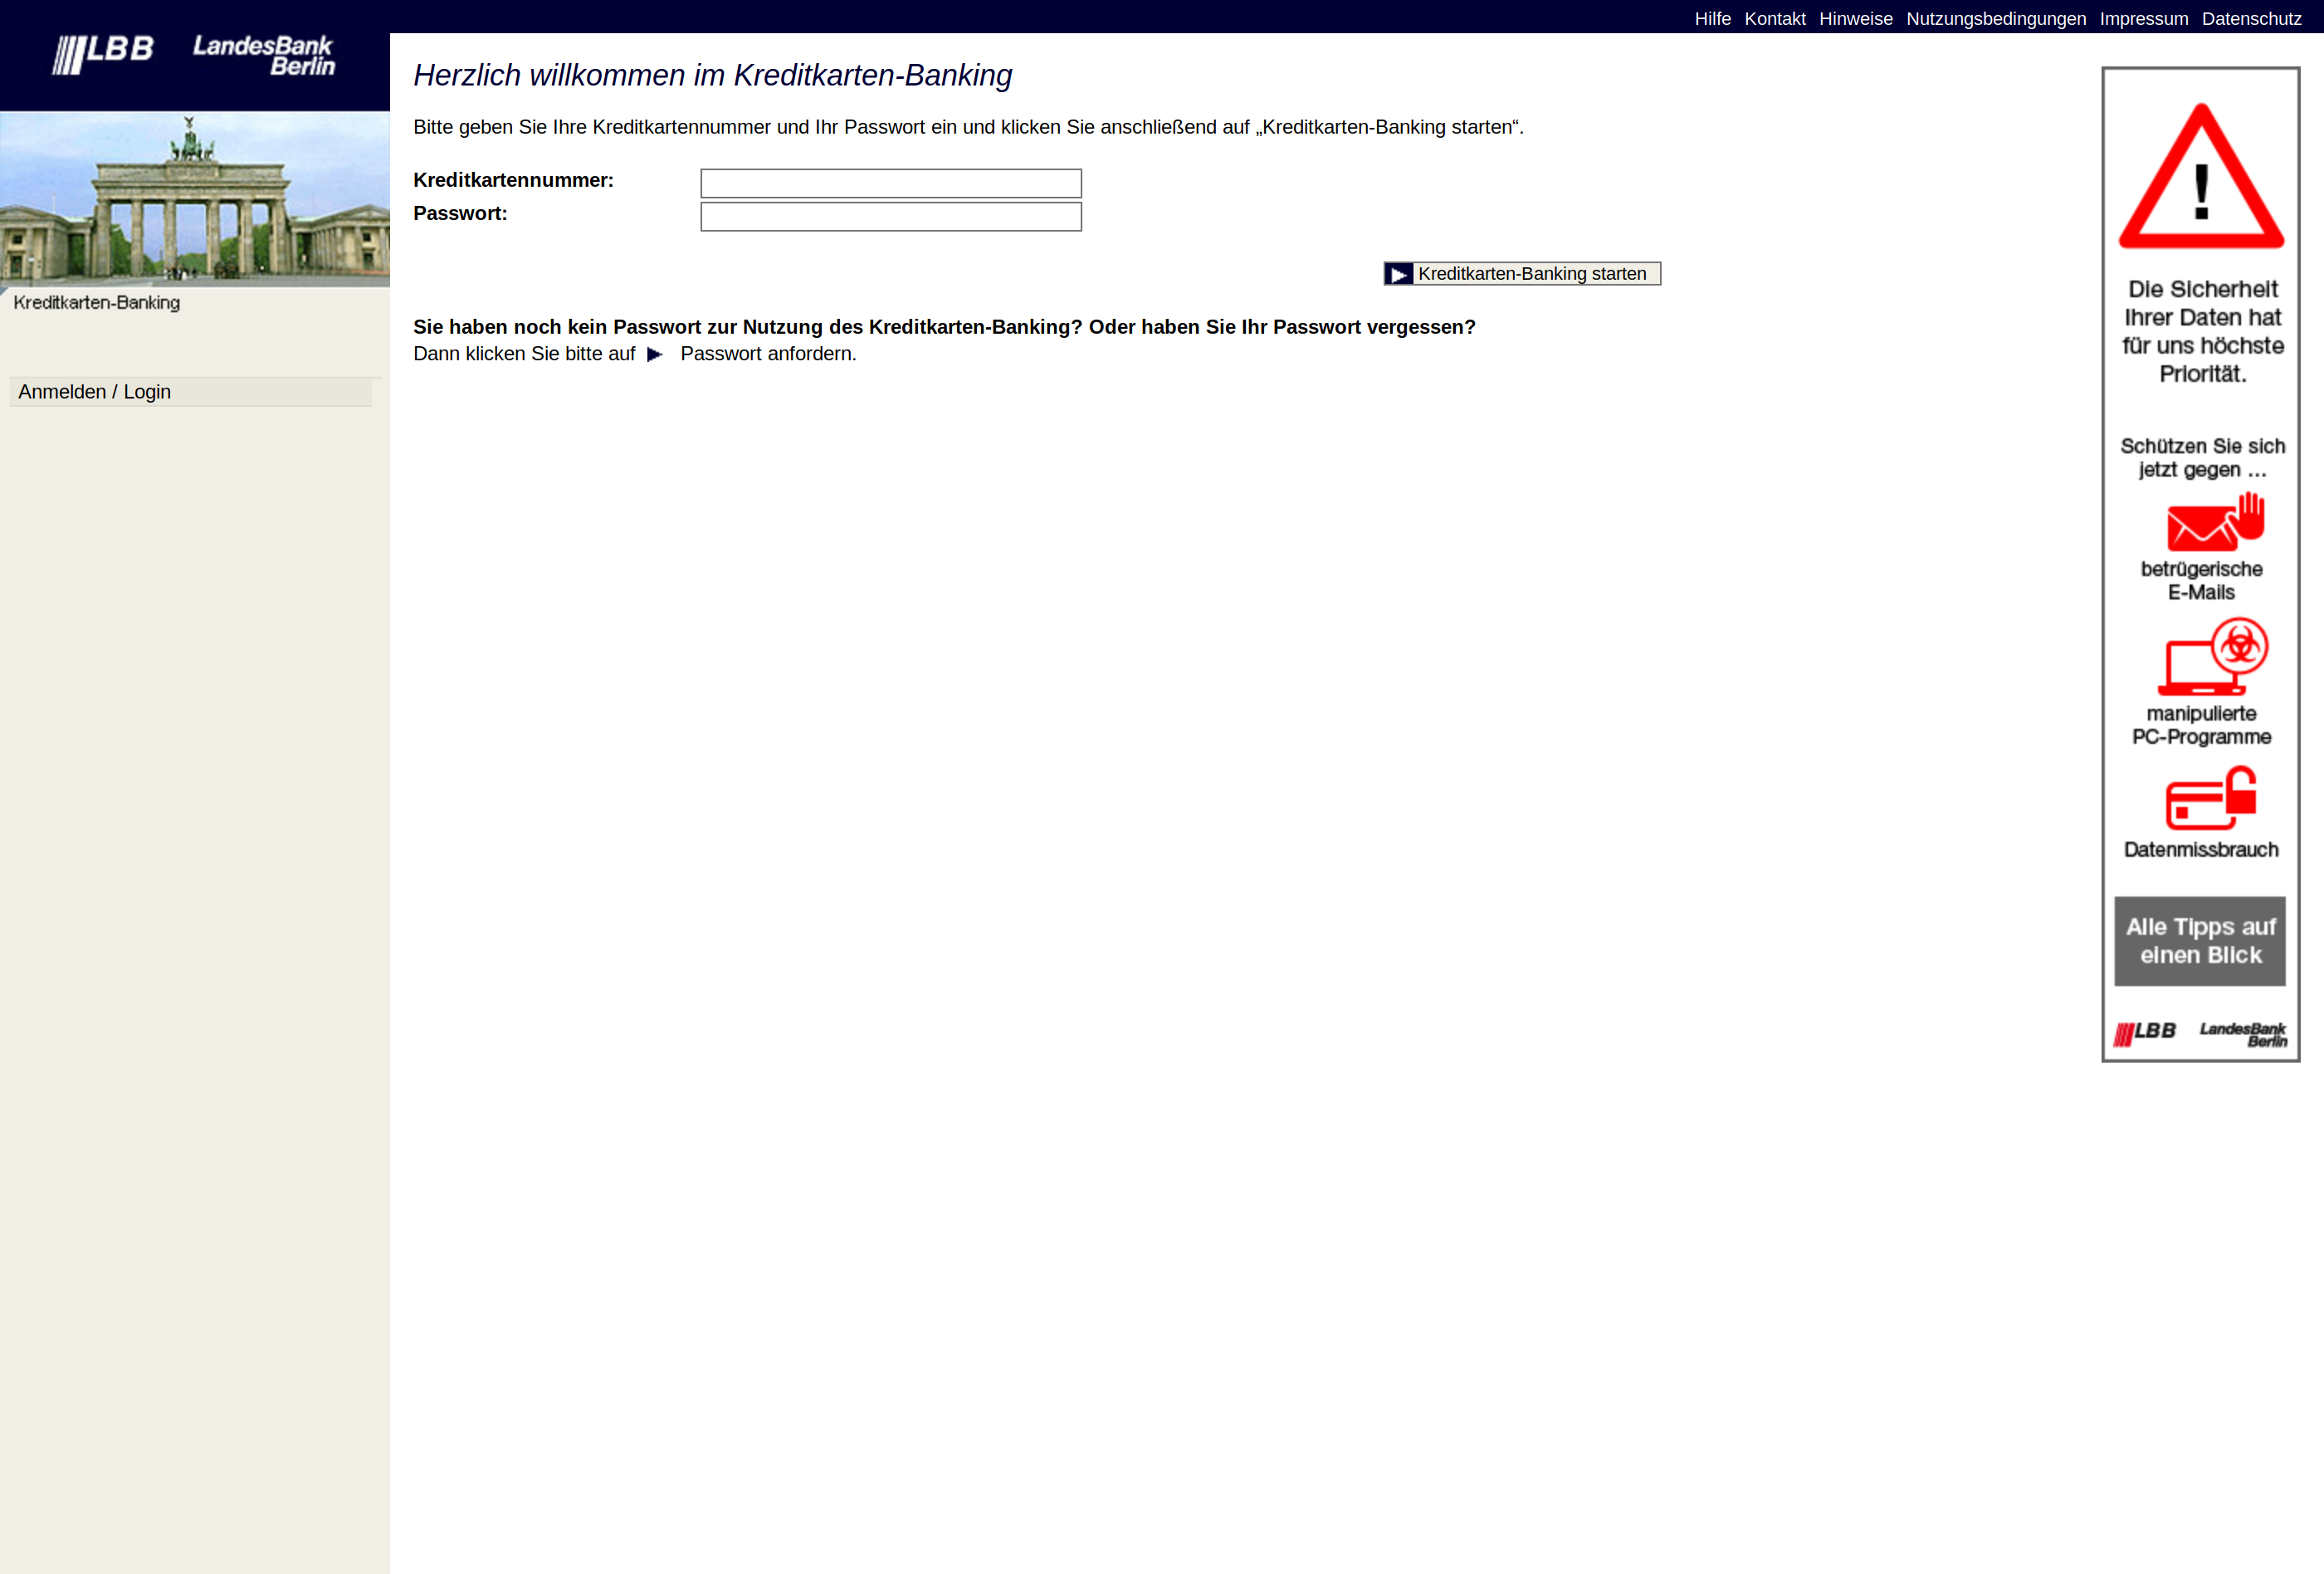 Hilfe Kontakt Hinweise Nutzungsbedingungen Impressum Datenschutz
LBB LandesBank
Berlin
Kreditkarten-Banking
Anmelden / Login
Herzlich willkommen im Kreditkarten-Banking
Bitte geben Sie Ihre Kreditkartennummer und Ihr Passwort ein und klicken Sie anschließend auf „Kreditkarten-Banking starten“.
Kreditkartennummer:
Passwort:
Kreditkarten-Banking starten
Sie haben noch kein Passwort zur Nutzung des Kreditkarten-Banking? Oder haben Sie Ihr Passwort vergessen?
Dann klicken Sie bitte auf Passwort anfordern.
!
Die Sicherheit
Ihrer Daten hat
für uns höchste
Priorität.
Schützen Sie sich
jetzt gegen ...
betrügerische
E-Mails
manipulierte
PC-Programme
Datenmissbrauch
Alle Tipps auf
einen Blick
LBB LandesBank
Berlin